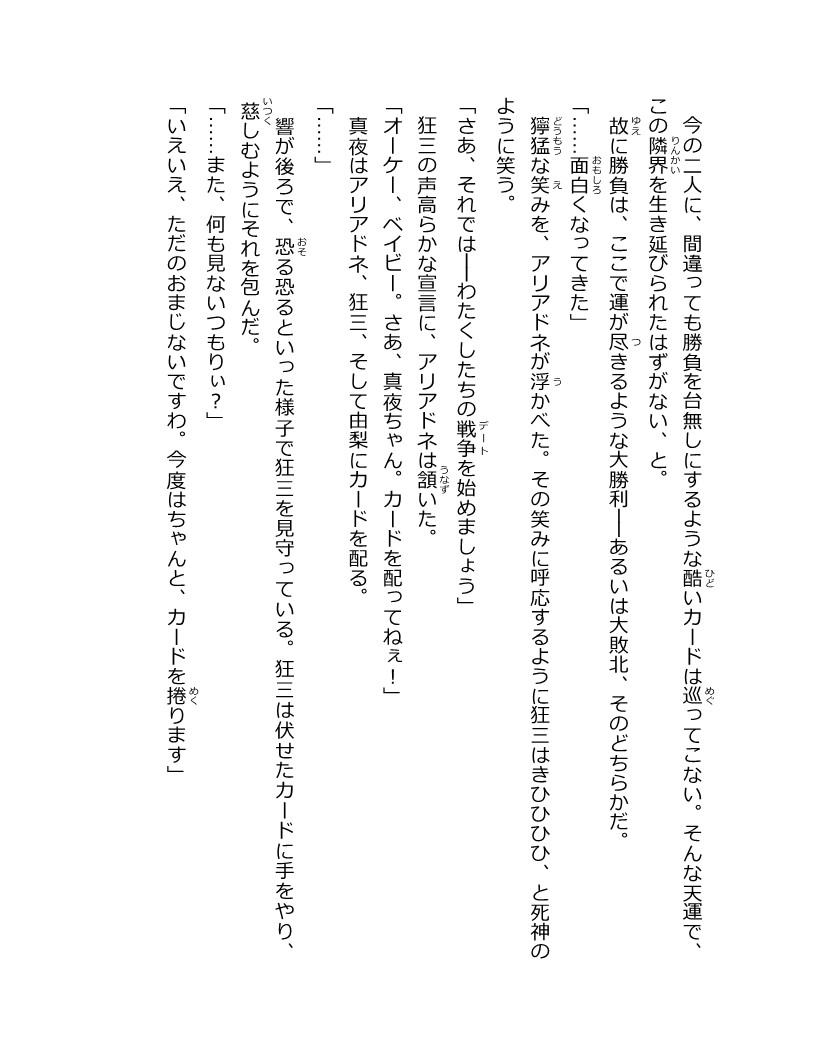 今の二人に、間違っても勝負を台無しにするような酷いカードは巡ってこない。そんな天運で、
この隣界を生き延びられたはずがない、と。
故に勝負は、ここで運が尽きるような大勝利──あるいは大敗北、そのどちらかだ。
「……面白くなってきた」
獰猛な笑みを、アリアドネが浮かべた。その笑みに呼応するように狂三はきひひひひ、と死神の
ように笑う。
「さあ、それでは──わたくしたちの戦争を始めましょう」
狂三の声高らかな宣言に、アリアドネは頷いた。
「オーケー、ベイビー。さあ、真夜ちゃん。カードを配ってねぇ！」
真夜はアリアドネ、狂三、そして由梨にカードを配る。
「……」
響が後ろで、恐る恐るといった様子で狂三を見守っている。狂三は伏せたカードに手をやり、
慈しむようにそれを包んだ。
「……また、何も見ないつもりぃ？」
「いえいえ、ただのおまじないですわ。今度はちゃんと、カードを捲ります」